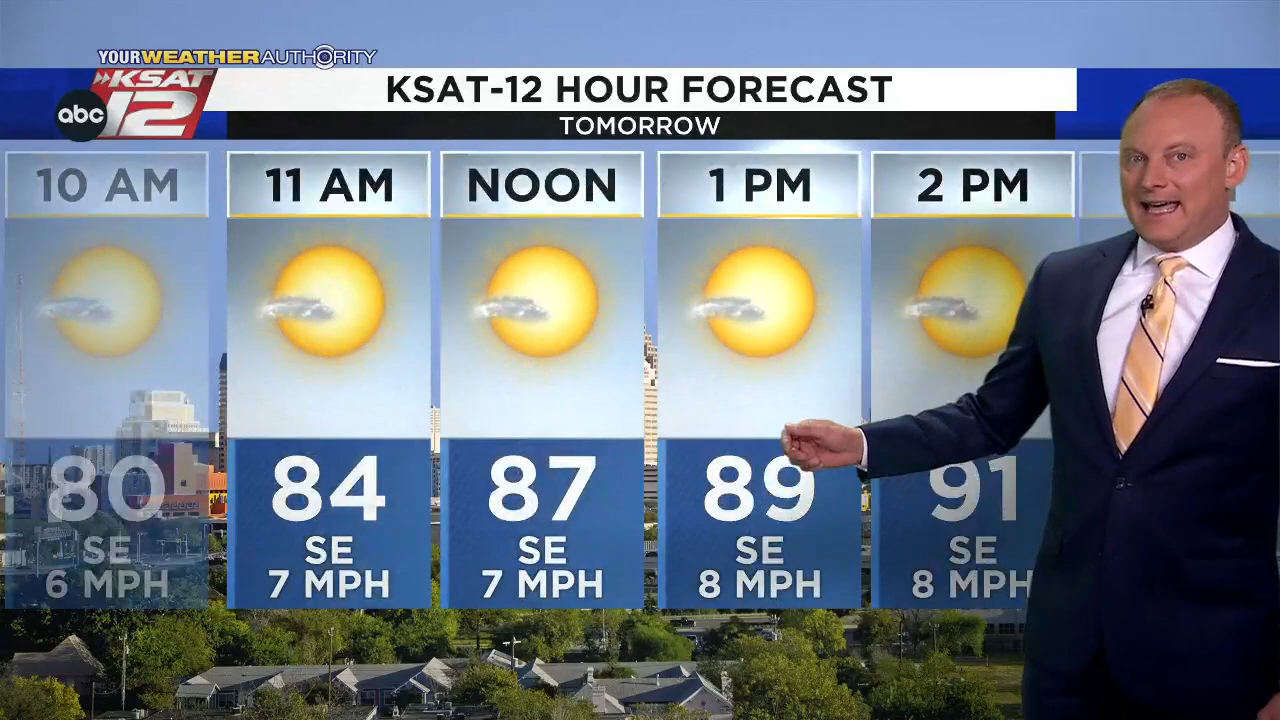 YOURWEATHERAUTHORITY
KSAT
abc 12
KSAT-12 HOUR FORECAST
TOMORROW
10 AM 11 AM NOON 1 PM 2 PM
80 84 87 89 91
SE SE SE SE SE
6 MPH 7 MPH 7 MPH 8 MPH 8 MPH